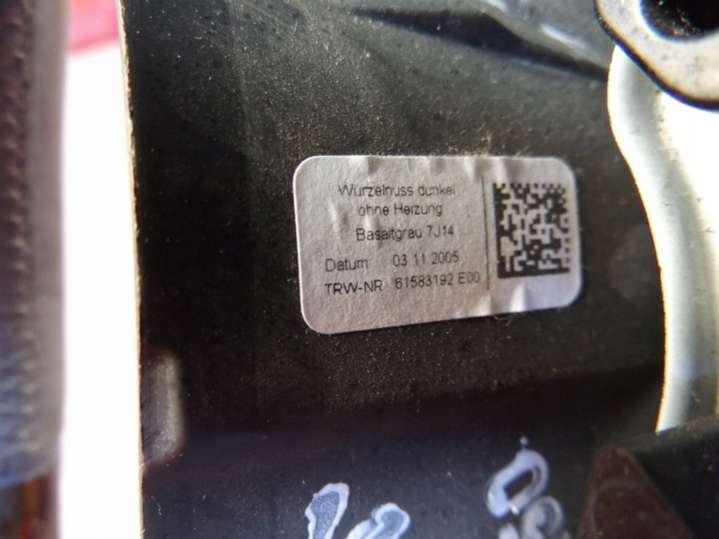 Wurzelnuss dunkel
ohne Heizung
Basaltgrau 7J14
Datum 03 11 2005
TRW-NR 61583192 E00